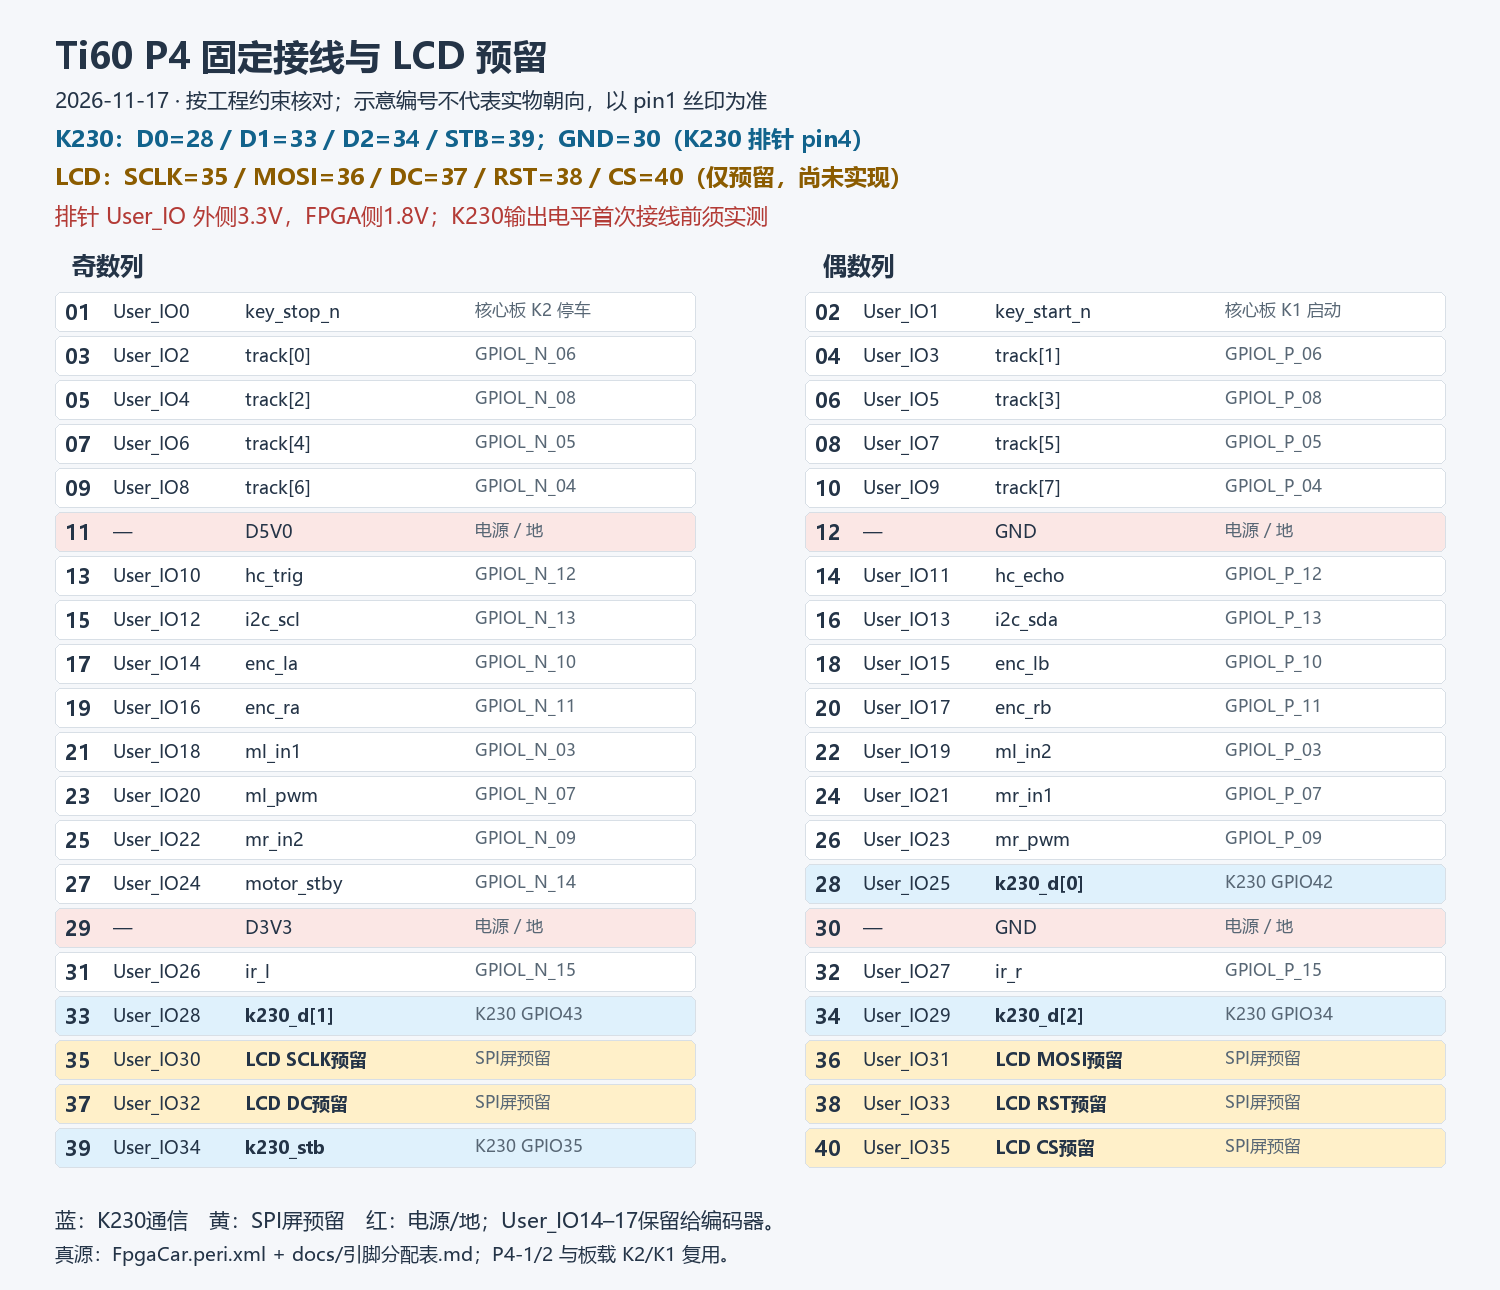 Ti60 P4 固定接线与 LCD 预留
2026-11-17 · 按工程约束核对；示意编号不代表实物朝向，以 pin1 丝印为准
K230：D0=28 / D1=33 / D2=34 / STB=39；GND=30（K230 排针 pin4）
LCD：SCLK=35 / MOSI=36 / DC=37 / RST=38 / CS=40（仅预留，尚未实现）
排针 User_IO 外侧3.3V，FPGA侧1.8V；K230输出电平首次接线前须实测
奇数列 偶数列
01 User_IO0 key_stop_n 核心板 K2 停车 02 User_IO1 key_start_n 核心板 K1 启动
03 User_IO2 track[0] GPIOL_N_06 04 User_IO3 track[1] GPIOL_P_06
05 User_IO4 track[2] GPIOL_N_08 06 User_IO5 track[3] GPIOL_P_08
07 User_IO6 track[4] GPIOL_N_05 08 User_IO7 track[5] GPIOL_P_05
09 User_IO8 track[6] GPIOL_N_04 10 User_IO9 track[7] GPIOL_P_04
11 — D5V0 电源 / 地 12 — GND 电源 / 地
13 User_IO10 hc_trig GPIOL_N_12 14 User_IO11 hc_echo GPIOL_P_12
15 User_IO12 i2c_scl GPIOL_N_13 16 User_IO13 i2c_sda GPIOL_P_13
17 User_IO14 enc_la GPIOL_N_10 18 User_IO15 enc_lb GPIOL_P_10
19 User_IO16 enc_ra GPIOL_N_11 20 User_IO17 enc_rb GPIOL_P_11
21 User_IO18 ml_in1 GPIOL_N_03 22 User_IO19 ml_in2 GPIOL_P_03
23 User_IO20 ml_pwm GPIOL_N_07 24 User_IO21 mr_in1 GPIOL_P_07
25 User_IO22 mr_in2 GPIOL_N_09 26 User_IO23 mr_pwm GPIOL_P_09
27 User_IO24 motor_stby GPIOL_N_14 28 User_IO25 k230_d[0] K230 GPIO42
29 — D3V3 电源 / 地 30 — GND 电源 / 地
31 User_IO26 ir_l GPIOL_N_15 32 User_IO27 ir_r GPIOL_P_15
33 User_IO28 k230_d[1] K230 GPIO43 34 User_IO29 k230_d[2] K230 GPIO34
35 User_IO30 LCD SCLK预留 SPI屏预留 36 User_IO31 LCD MOSI预留 SPI屏预留
37 User_IO32 LCD DC预留 SPI屏预留 38 User_IO33 LCD RST预留 SPI屏预留
39 User_IO34 k230_stb K230 GPIO35 40 User_IO35 LCD CS预留 SPI屏预留
蓝：K230通信 黄：SPI屏预留 红：电源/地；User_IO14–17保留给编码器。
真源：FpgaCar.peri.xml + docs/引脚分配表.md；P4-1/2 与板载 K2/K1 复用。